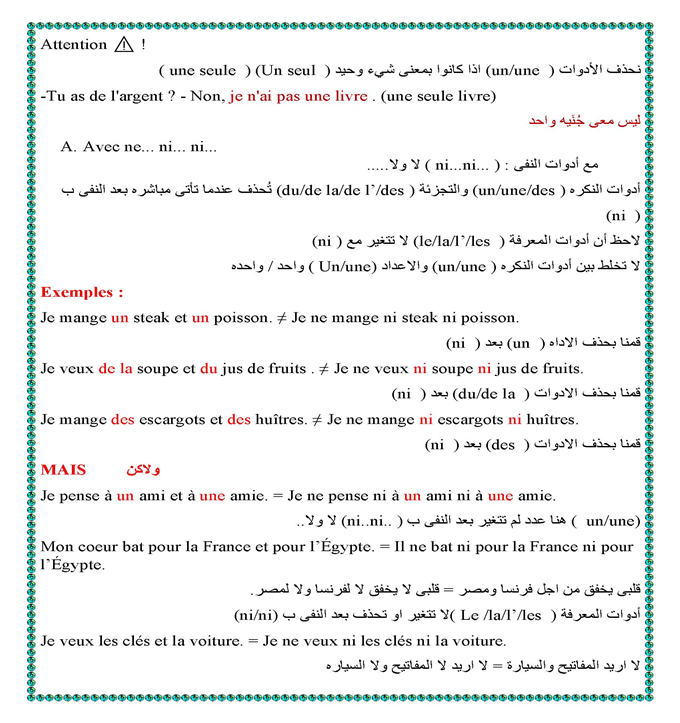 Attention ⚠ !
نحذف الأدوات ( un/une) اذا كانوا بمعنى شيء وحيد ( Un seul) ( une seule )
-Tu as de l'argent ? - Non, je n'ai pas une livre . (une seule livre)
ليس معى جُنَيه واحد
A. Avec ne... ni... ni...
مع أدوات النفى : ( ...ni...ni ) لا ولا.....
أدوات النكره ( un/une/des) والتجزئة ( du/de la/de l’/des) تُحذف عندما تأتى مباشره بعد النفى ب
( ni)
لاحظ أن أدوات المعرفة ( le/la/l’/les) لا تتغير مع ( ni)
لا تخلط بين أدوات النكره ( un/une) والاعداد (Un/une ) واحد / واحده
Exemples :
Je mange un steak et un poisson. ≠ Je ne mange ni steak ni poisson.
قمنا بحذف الاداه ( un) بعد ( ni)
Je veux de la soupe et du jus de fruits . ≠ Je ne veux ni soupe ni jus de fruits.
قمنا بحذف الادوات ( du/de la) بعد ( ni)
Je mange des escargots et des huîtres. ≠ Je ne mange ni escargots ni huîtres.
قمنا بحذف الادوات ( des) بعد ( ni)
MAIS ولاكن
Je pense à un ami et à une amie. = Je ne pense ni à un ami ni à une amie.
(un/une ) هنا عدد لم تتغير بعد النفى ب ( ..ni..ni) لا ولا..
Mon coeur bat pour la France et pour l’Égypte. = Il ne bat ni pour la France ni pour
l’Égypte.
قلبى يخفق من اجل فرنسا ومصر = قلبى لا يخفق لا لفرنسا ولا لمصر.
أدوات المعرفة ( Le /la/l’/les )لا تتغير او تحذف بعد النفى ب (ni/ni)
Je veux les clés et la voiture. = Je ne veux ni les clés ni la voiture.
لا اريد المفاتيح والسيارة = لا اريد لا المفاتيح ولا السياره